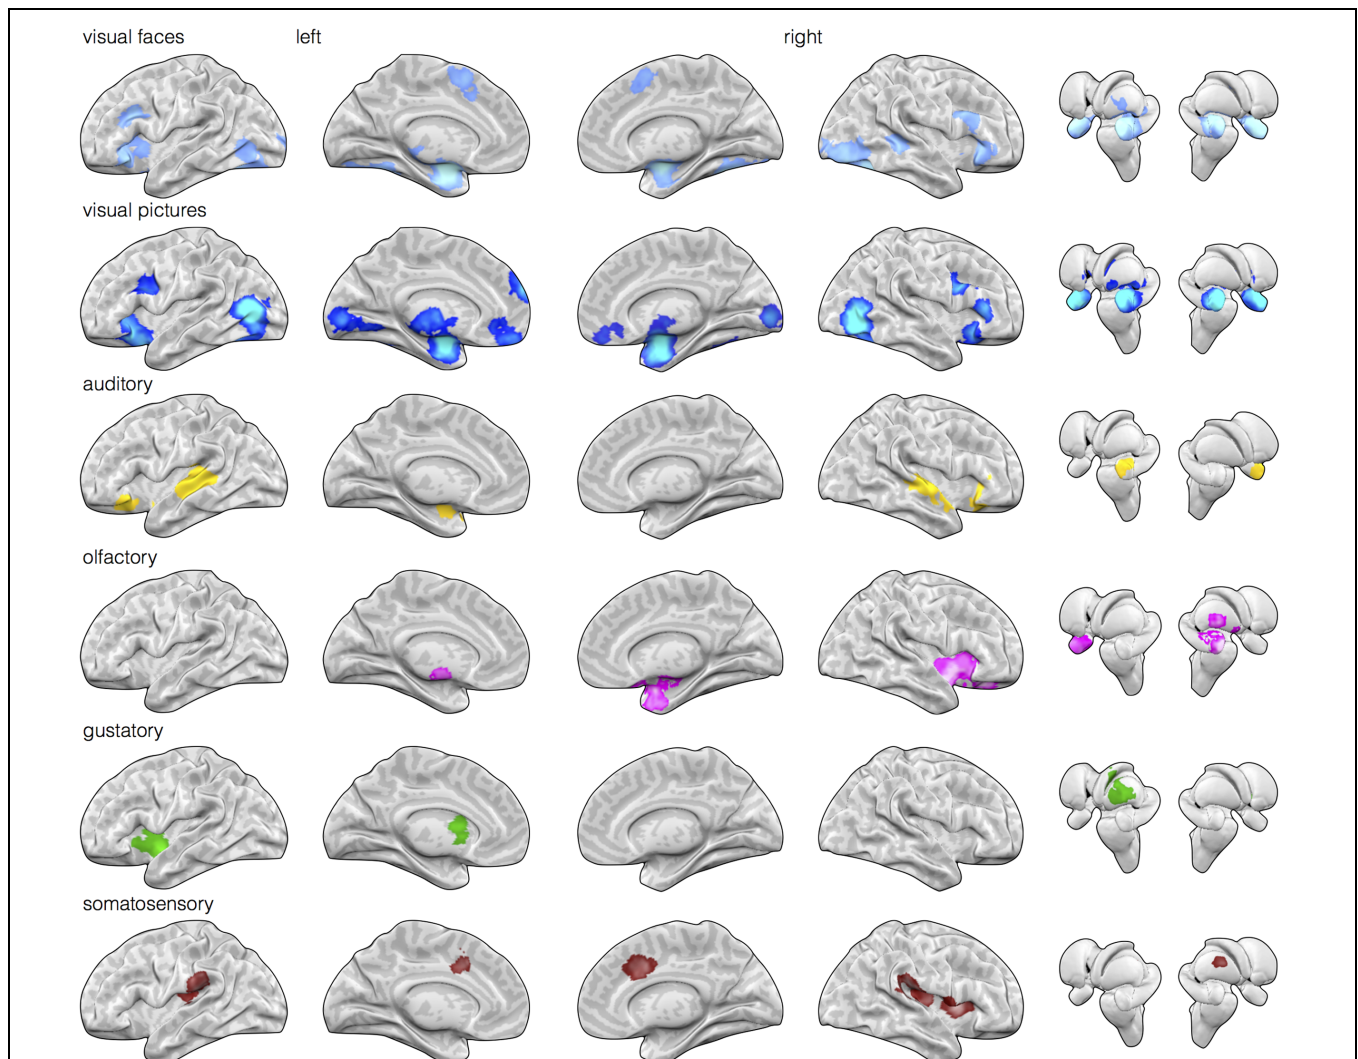 visual faces
left
right
visual pictures
auditory
olfactory
gustatory
somatosensory